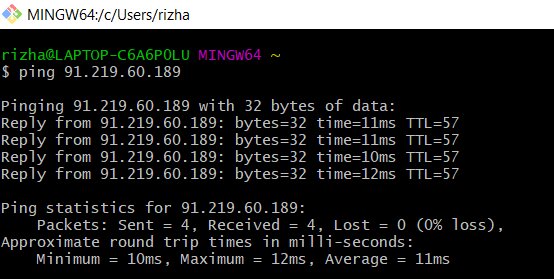 MINGW64:/c/Users/rizha
rizha@LAPTOP-C6A6P0LU MINGW64 ~
$ ping 91.219.60.189
Pinging 91.219.60.189 with 32 bytes of data:
Reply from 91.219.60.189: bytes=32 time=11ms TTL=57
Reply from 91.219.60.189: bytes=32 time=11ms TTL=57
Reply from 91.219.60.189: bytes=32 time=10ms TTL=57
Reply from 91.219.60.189: bytes=32 time=12ms TTL=57
Ping statistics for 91.219.60.189:
    Packets: Sent = 4, Received = 4, Lost = 0 (0% loss),
Approximate round trip times in milli-seconds:
    Minimum = 10ms, Maximum = 12ms, Average = 11ms